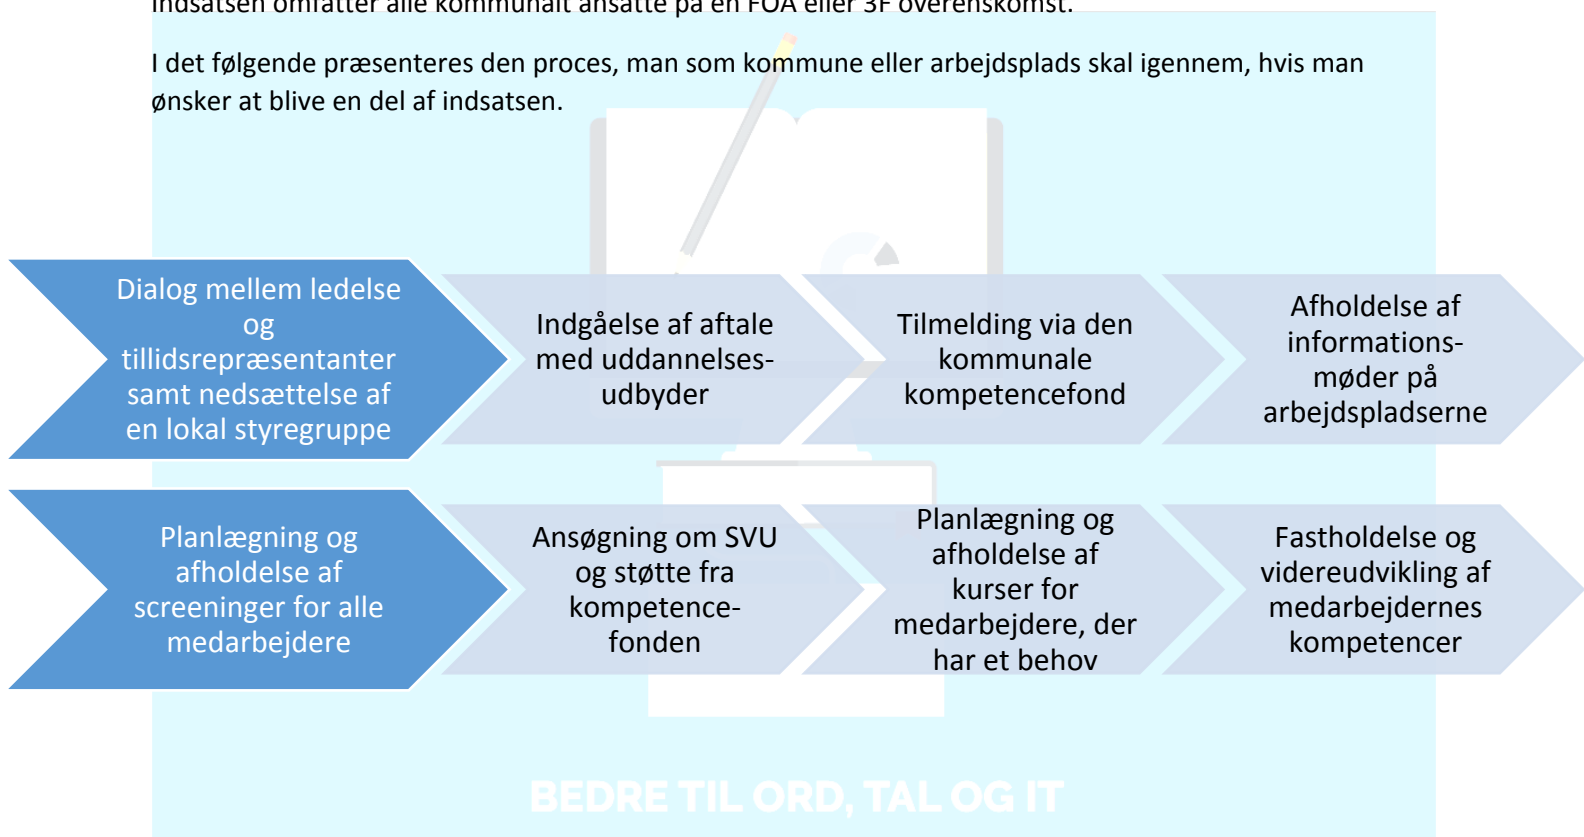 Indsatsen omfatter alle kommunalt ansatte på en FOA eller 3F overenskomst.
I det følgende præsenteres den proces, man som kommune eller arbejdsplads skal igennem, hvis man
ønsker at blive en del af indsatsen.
Dialog mellem ledelse
og
tillidsrepræsentanter
samt nedsættelse af
en lokal styregruppe
Indgåelse af aftale
med uddannelses-
udbyder
Tilmelding via den
kommunale
kompetencefond
Afholdelse af
informations-
møder på
arbejdspladserne
Planlægning og
afholdelse af
screeninger for alle
medarbejdere
Ansøgning om SVU
og støtte fra
kompetence-
fonden
Planlægning og
afholdelse af
kurser for
medarbejdere, der
har et behov
Fastholdelse og
videreudvikling af
medarbejdernes
kompetencer
BEDRE TIL ORD, TAL OG IT